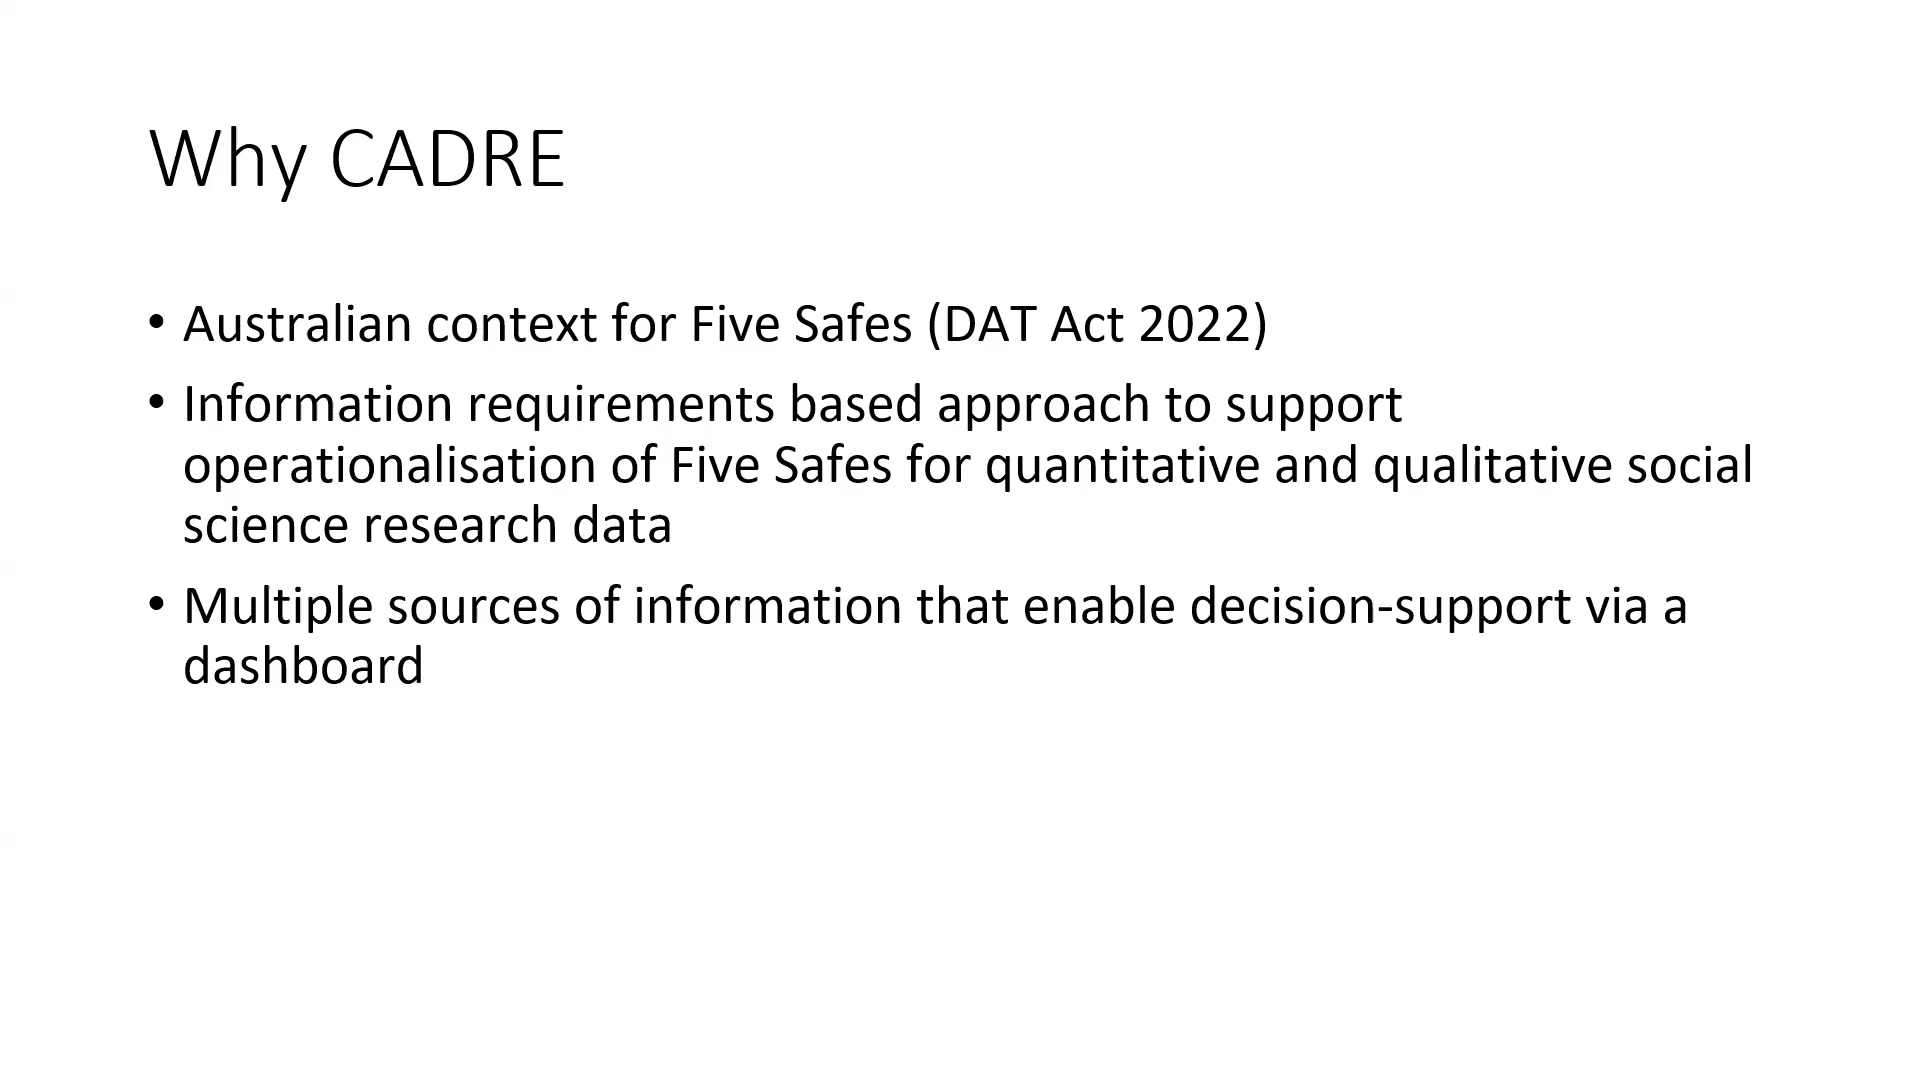 Why CADRE
• Australian context for Five Safes (DAT Act 2022)
• Information requirements based approach to support
operationalisation of Five Safes for quantitative and qualitative social
science research data
• Multiple sources of information that enable decision-support via a
dashboard